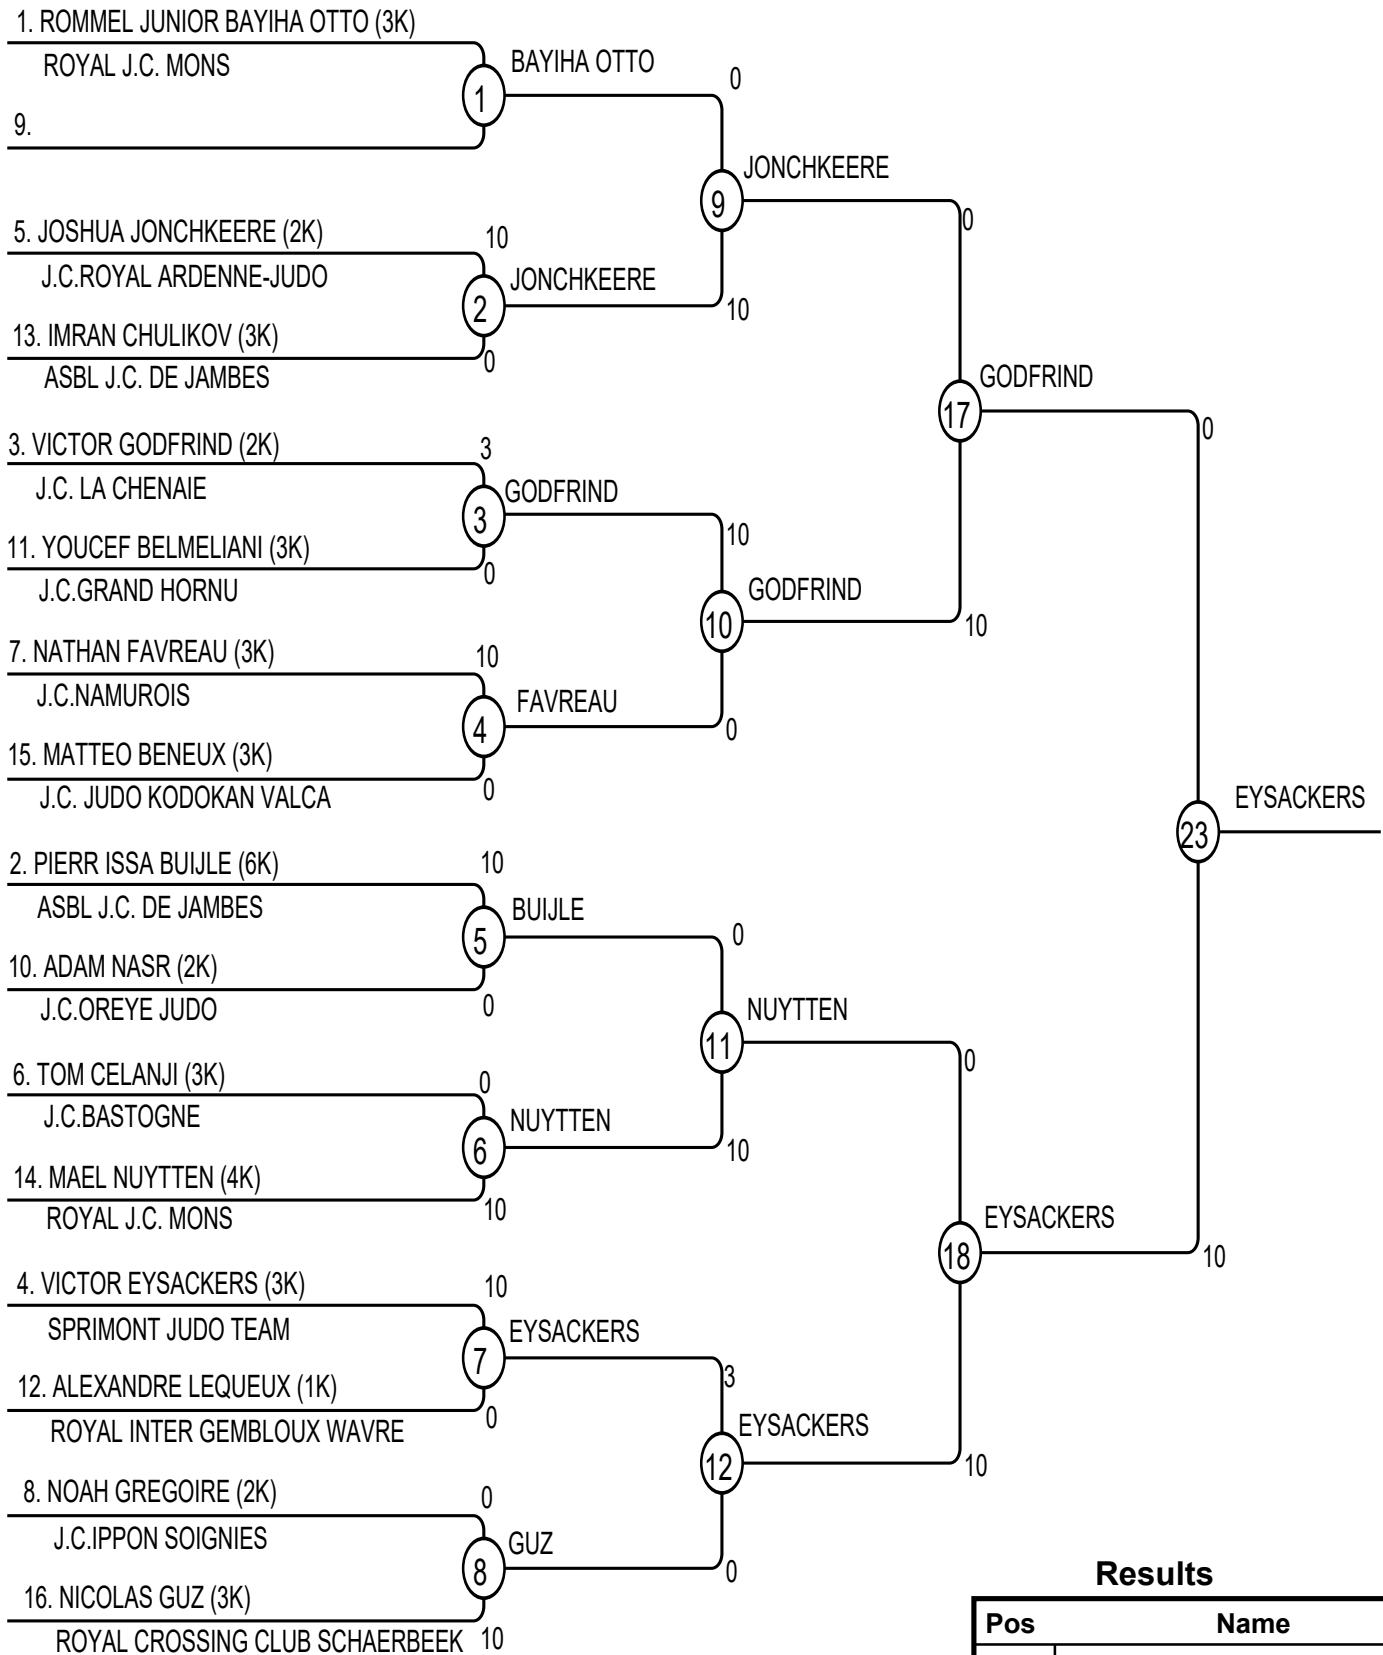 1. ROMMEL JUNIOR BAYIHA OTTO (3K)
ROYAL J.C. MONS
1
BAYIHA OTTO
0
9.
JONCHKEERE
9
0
5. JOSHUA JONCHKEERE (2K)
10
J.C.ROYAL ARDENNE-JUDO
2
JONCHKEERE
10
13. IMRAN CHULIKOV (3K)
0
ASBL J.C. DE JAMBES
GODFRIND
17
0
3. VICTOR GODFRIND (2K)
3
J.C. LA CHENAIE
3
GODFRIND
10
11. YOUCEF BELMELIANI (3K)
0
J.C.GRAND HORNU
GODFRIND
10
10
7. NATHAN FAVREAU (3K)
10
J.C.NAMUROIS
4
FAVREAU
0
15. MATTEO BENEUX (3K)
0
J.C. JUDO KODOKAN VALCA
EYSACKERS
23
2. PIERR ISSA BUIJLE (6K)
10
ASBL J.C. DE JAMBES
5
BUIJLE
0
10. ADAM NASR (2K)
0
J.C.OREYE JUDO
NUYTTEN
11
0
6. TOM CELANJI (3K)
0
J.C.BASTOGNE
6
NUYTTEN
10
14. MAEL NUYTTEN (4K)
10
ROYAL J.C. MONS
EYSACKERS
18
10
4. VICTOR EYSACKERS (3K)
10
SPRIMONT JUDO TEAM
7
EYSACKERS
3
12. ALEXANDRE LEQUEUX (1K)
0
ROYAL INTER GEMBLOUX WAVRE
EYSACKERS
12
10
8. NOAH GREGOIRE (2K)
0
J.C.IPPON SOIGNIES
8
GUZ
0
16. NICOLAS GUZ (3K)
10
ROYAL CROSSING CLUB SCHAERBEEK
Results
Pos Name